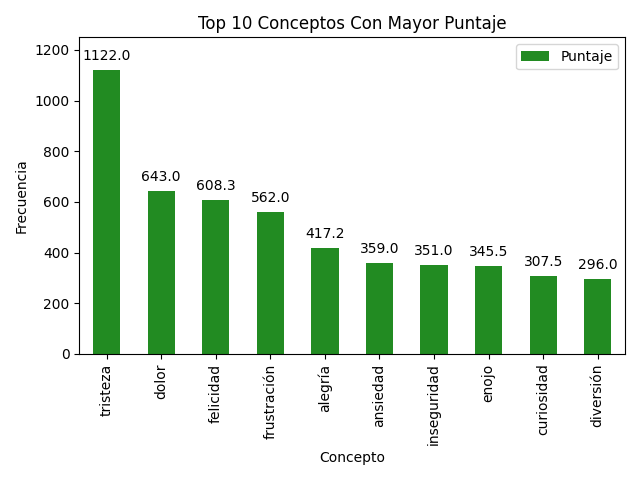 Top 10 Conceptos Con Mayor Puntaje
Puntaje
Frecuencia
1200
1000
800
600
400
200
0
1122.0
643.0
608.3
562.0
417.2
359.0
351.0
345.5
307.5
296.0
tristeza
dolor
felicidad
frustración
alegría
ansiedad
inseguridad
enojo
curiosidad
diversión
Concepto